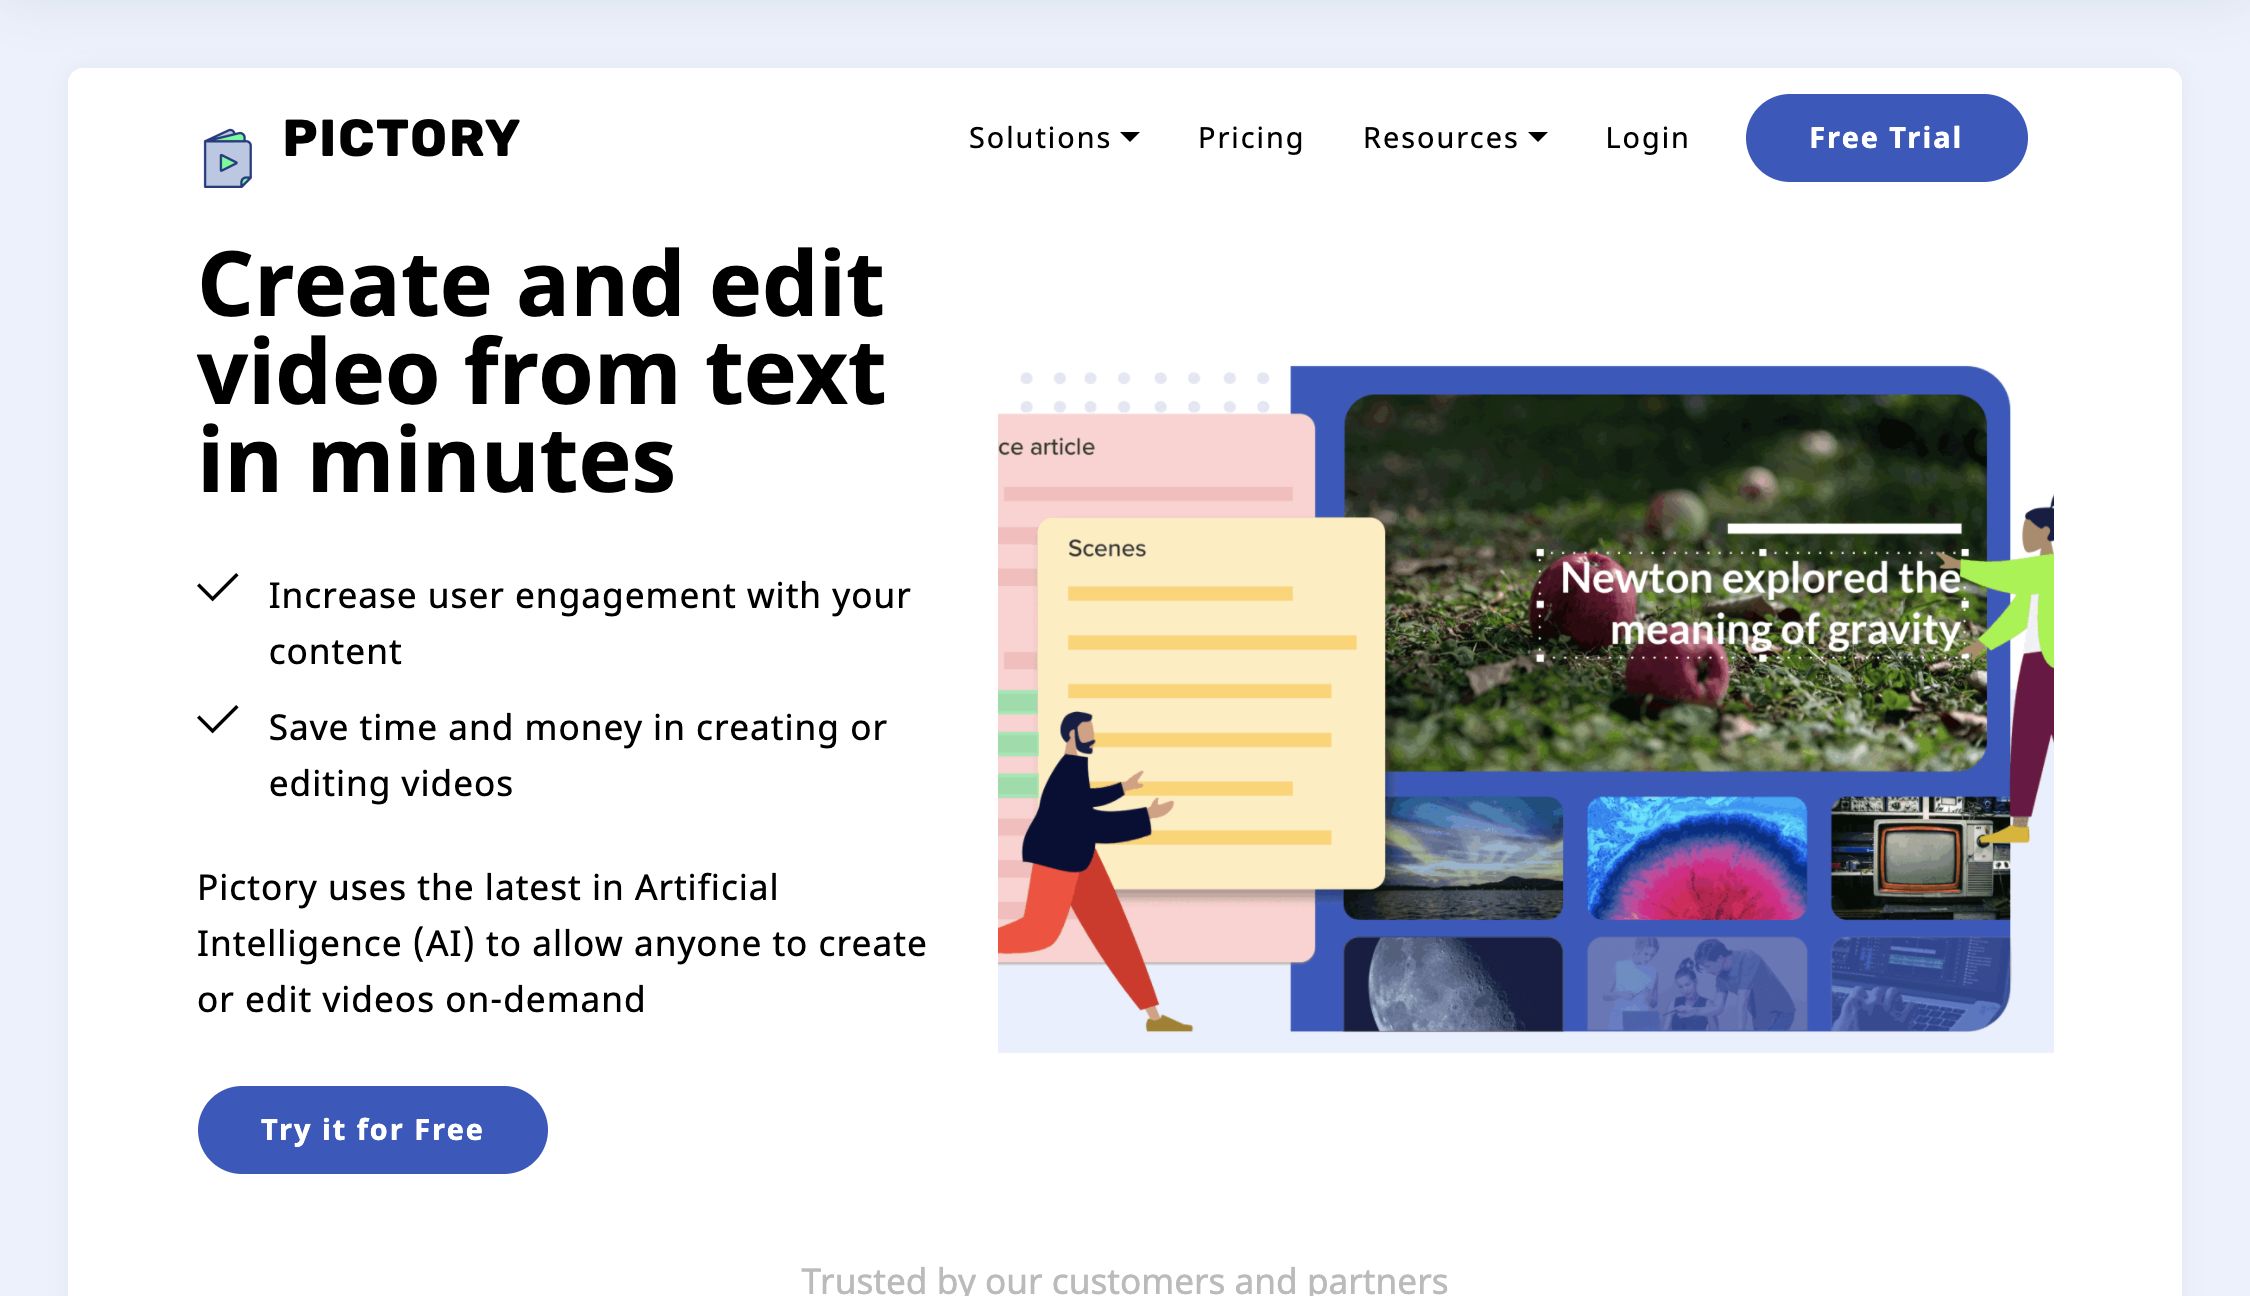 PICTORY
Solutions
Pricing
Resources
Login
Free Trial
Create and edit
video from text
in minutes
Increase user engagement with your
content
Save time and money in creating or
editing videos
Pictory uses the latest in Artificial
Intelligence (AI) to allow anyone to create
or edit videos on-demand
Try it for Free
ce article
Scenes
Newton explored the
meaning of gravity
Trusted by our customers and partners